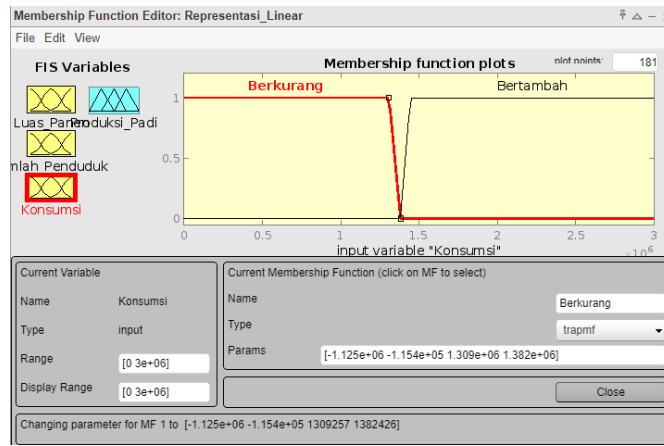 Membership Function Editor: Representasi_Linear
File Edit View
FIS Variables
Membership function plots
plot points: 181
Luas_Panen
Produksi_Padi
mlah Penduduk
Konsumsi
Berkurang
Bertambah
1
0.5
0
0 0.5 1 1.5 2 2.5 3
×10^6
input variable "Konsumsi"
Current Variable
Name Konsumsi
Type input
Range [0 3e+06]
Display Range [0 3e+06]
Current Membership Function (click on MF to select)
Name Berkurang
Type trapmf
Params [-1.125e+06 -1.154e+05 1.309e+06 1.382e+06]
Close
Changing parameter for MF 1 to [-1.125e+06 -1.154e+05 1309257 1382426]